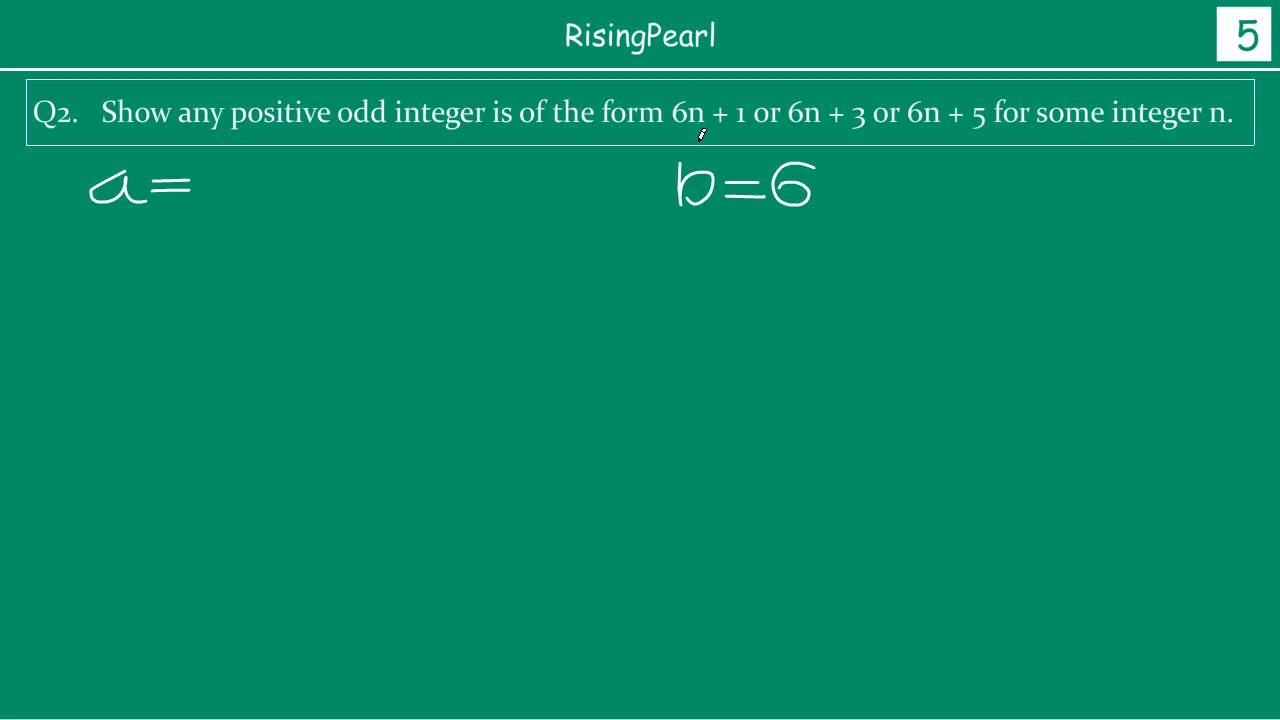 RisingPearl
5
Q2. Show any positive odd integer is of the form 6n + 1 or 6n + 3 or 6n + 5 for some integer n.
a = b = 6